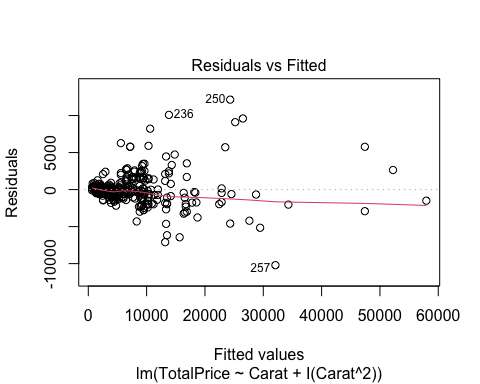 Residuals vs Fitted
Residuals
5000
0
-10000
250
236
257
0 10000 20000 30000 40000 50000 60000
Fitted values
lm(TotalPrice ~ Carat + I(Carat^2))